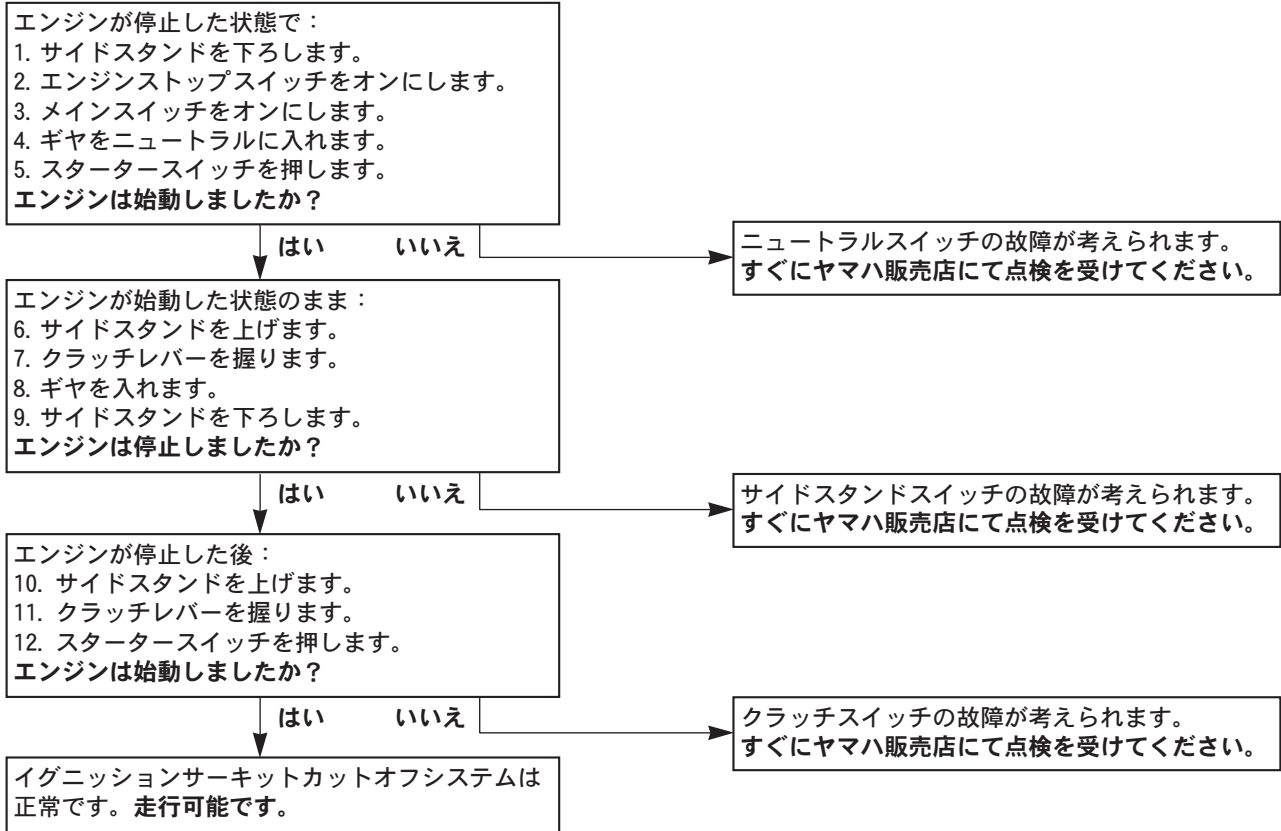 エンジンが停止した状態で：
1. サイドスタンドを下ろします。
2. エンジンストップスイッチをオンにします。
3. メインスイッチをオンにします。
4. ギヤをニュートラルに入れます。
5. スタータースイッチを押します。
エンジンは始動しましたか？
はい いいえ
ニュートラルスイッチの故障が考えられます。
すぐにヤマハ販売店にて点検を受けてください。
エンジンが始動した状態のまま：
6. サイドスタンドを上げます。
7. クラッチレバーを握ります。
8. ギヤを入れます。
9. サイドスタンドを下ろします。
エンジンは停止しましたか？
はい いいえ
サイドスタンドスイッチの故障が考えられます。
すぐにヤマハ販売店にて点検を受けてください。
エンジンが停止した後：
10. サイドスタンドを上げます。
11. クラッチレバーを握ります。
12. スタータースイッチを押します。
エンジンは始動しましたか？
はい いいえ
クラッチスイッチの故障が考えられます。
すぐにヤマハ販売店にて点検を受けてください。
イグニッションサーキットカットオフシステムは
正常です。走行可能です。